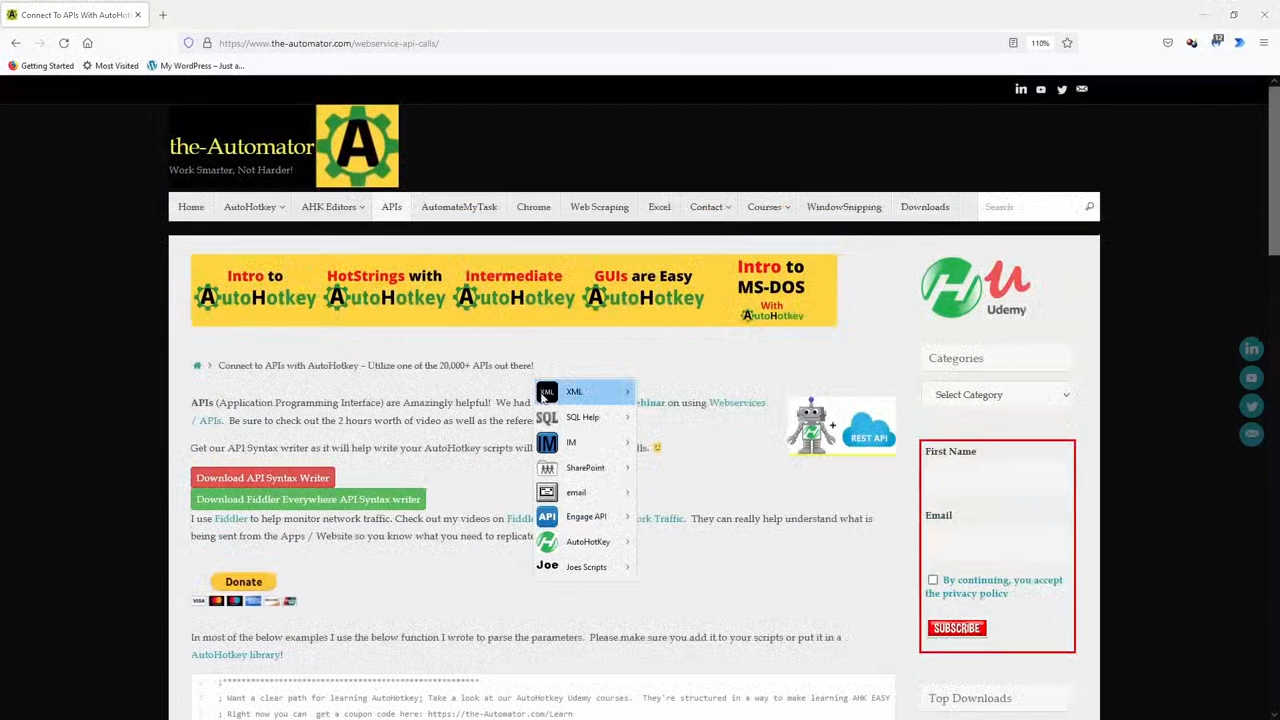 Connect To APIs With AutoHot
https://www.the-automator.com/webservice-api-calls/
110%
12
Getting Started
Most Visited
My WordPress – Just a...
the-Automator
A
Work Smarter, Not Harder!
Home
AutoHotkey
AHK Editors
APIs
AutomateMyTask
Chrome
Web Scraping
Excel
Contact
Courses
WindowSnipping
Downloads
Search
Intro to AutoHotkey
HotStrings with AutoHotkey
Intermediate AutoHotkey
GUIs are Easy AutoHotkey
Intro to MS-DOS With AutoHotkey
Udemy
Connect to APIs with AutoHotkey – Utilize one of the 20,000+ APIs out there!
APIs (Application Programming Interface) are Amazingly helpful! We had
on using Webservices
/ APIs. Be sure to check out the 2 hours worth of video as well as the
Get our API Syntax writer as it will help write your AutoHotkey scripts will
Download API Syntax Writer
Download Fiddler Everywhere API Syntax writer
I use Fiddler to help monitor network traffic. Check out my videos on
Traffic. They can really help understand what is
being sent from the Apps / Website so you know what you need to
XML
XML
SQL
SQL Help
IM
IM
SharePoint
email
API
Engage API
AutoHotKey
Joe
Joes Scripts
+
REST API
Donate
VISA
In most of the below examples I use the below function I wrote to parse the parameters. Please make sure you add it to your scripts or put it in a
AutoHotkey library!
;***********************************************
; Want a clear path for learning AutoHotkey; Take a look at our AutoHotkey Udemy courses. They're structured in a way to make learning AHK EASY
; Right now you can get a coupon code here: https://the-Automator.com/Learn
Categories
Select Category
First Name
Email
By continuing, you accept
the privacy policy
SUBSCRIBE
Top Downloads